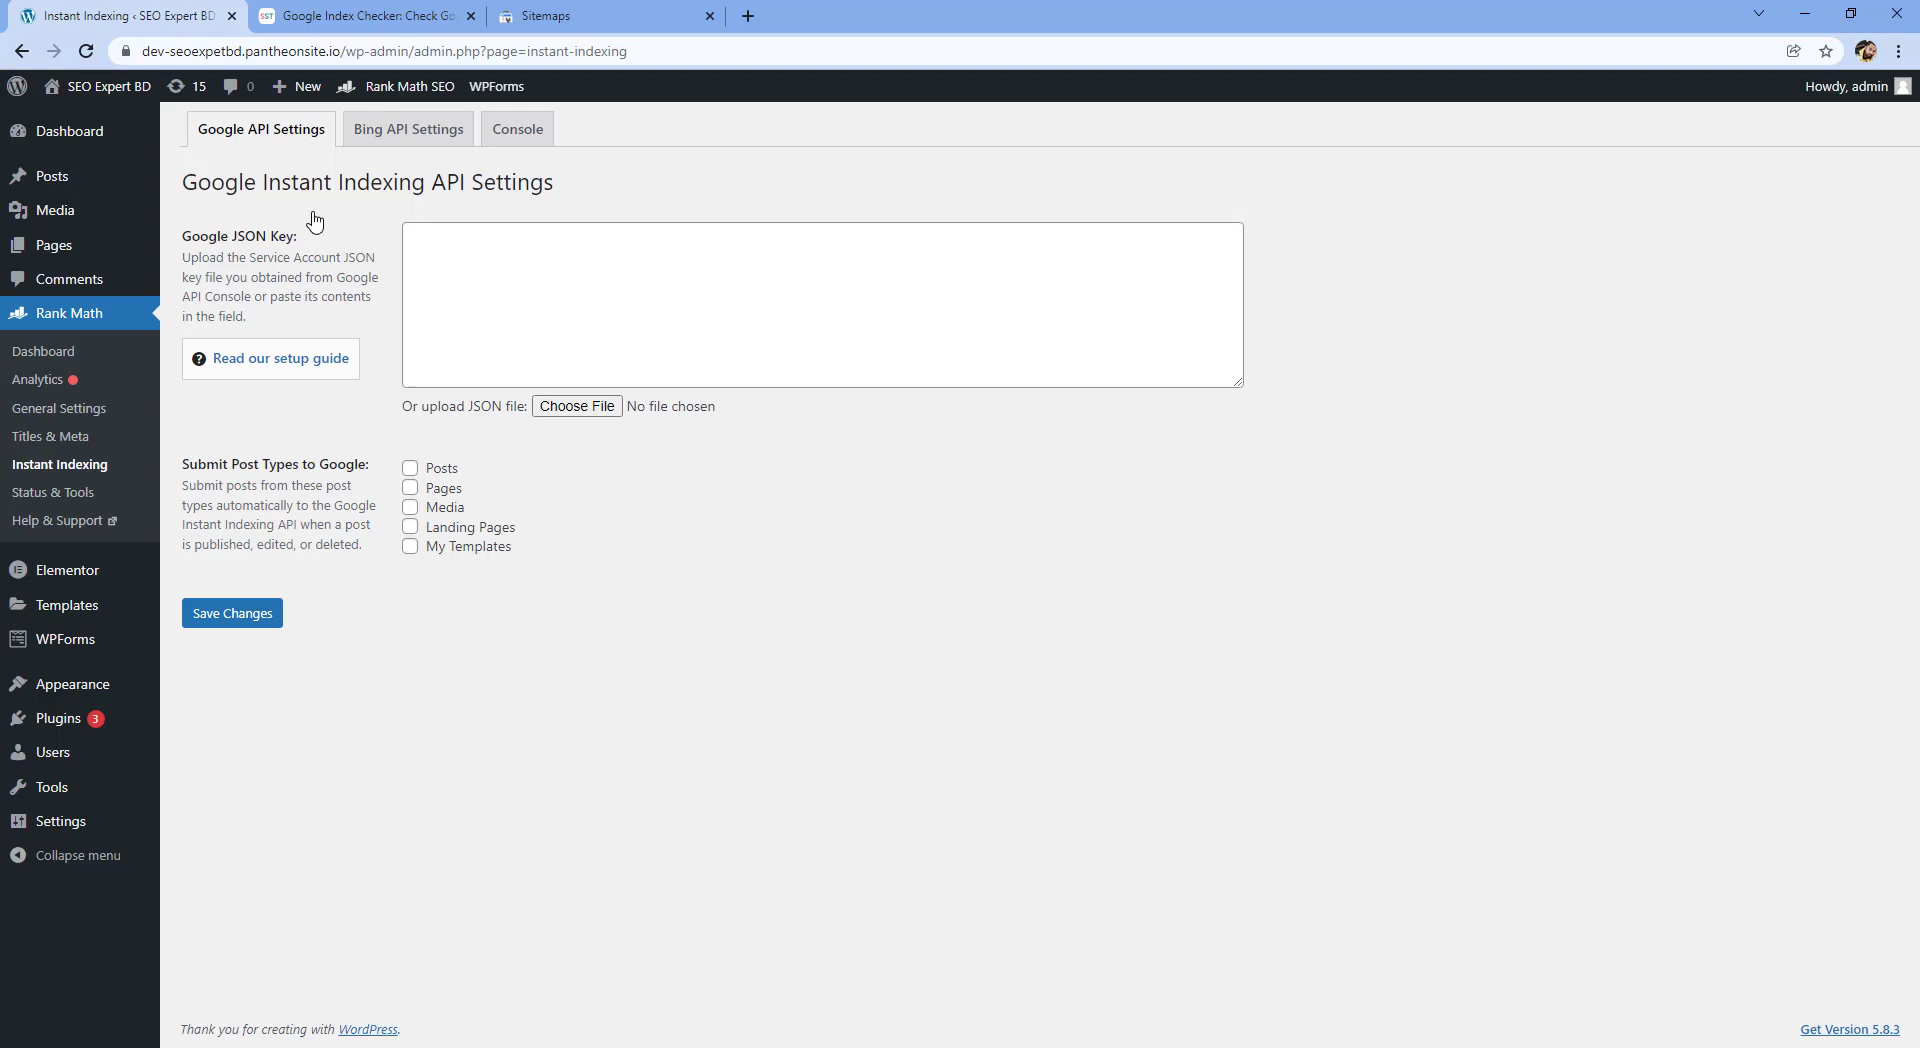 Instant Indexing ‹ SEO Expert BD
SST Google Index Checker: Check Go
Sitemaps
dev-seoexpetbd.pantheonsite.io/wp-admin/admin.php?page=instant-indexing
SEO Expert BD 15 0 New Rank Math SEO WPForms Howdy, admin
Dashboard
Posts
Media
Pages
Comments
Rank Math
Dashboard
Analytics
General Settings
Titles & Meta
Instant Indexing
Status & Tools
Help & Support
Elementor
Templates
WPForms
Appearance
Plugins 3
Users
Tools
Settings
Collapse menu
Google API Settings Bing API Settings Console
Google Instant Indexing API Settings
Google JSON Key:
Upload the Service Account JSON
key file you obtained from Google
API Console or paste its contents
in the field.
Read our setup guide
Or upload JSON file: Choose File No file chosen
Submit Post Types to Google:
Submit posts from these post
types automatically to the Google
Instant Indexing API when a post
is published, edited, or deleted.
Posts
Pages
Media
Landing Pages
My Templates
Save Changes
Thank you for creating with WordPress.
Get Version 5.8.3